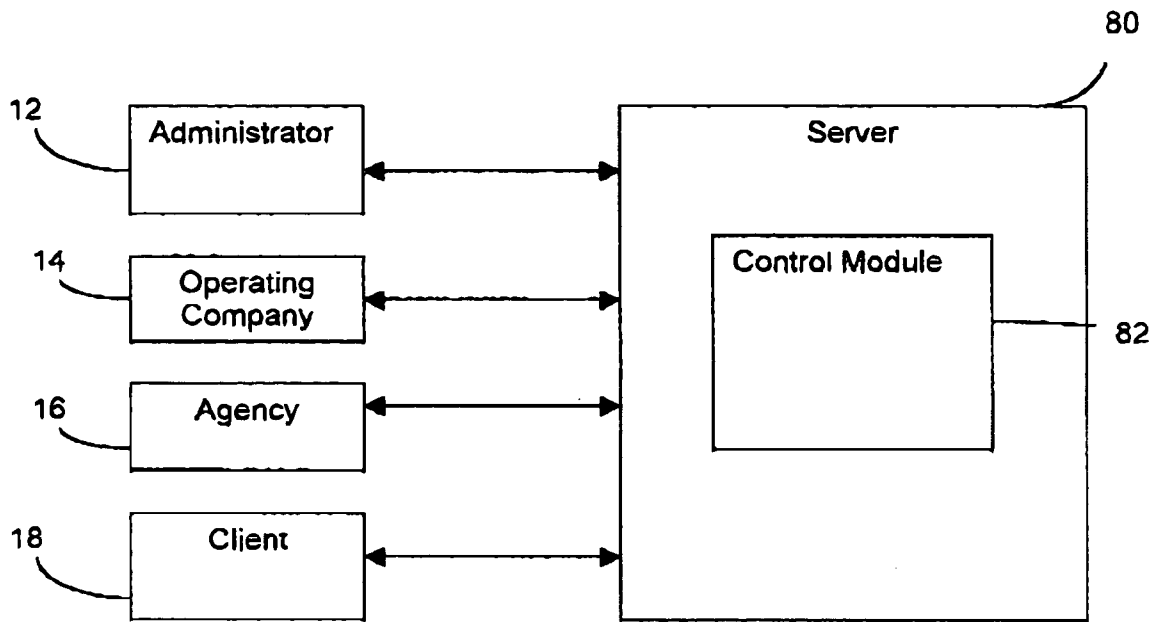 80
12
Administrator
Server
14
Operating
Company
Control Module
82
16
Agency
18
Client